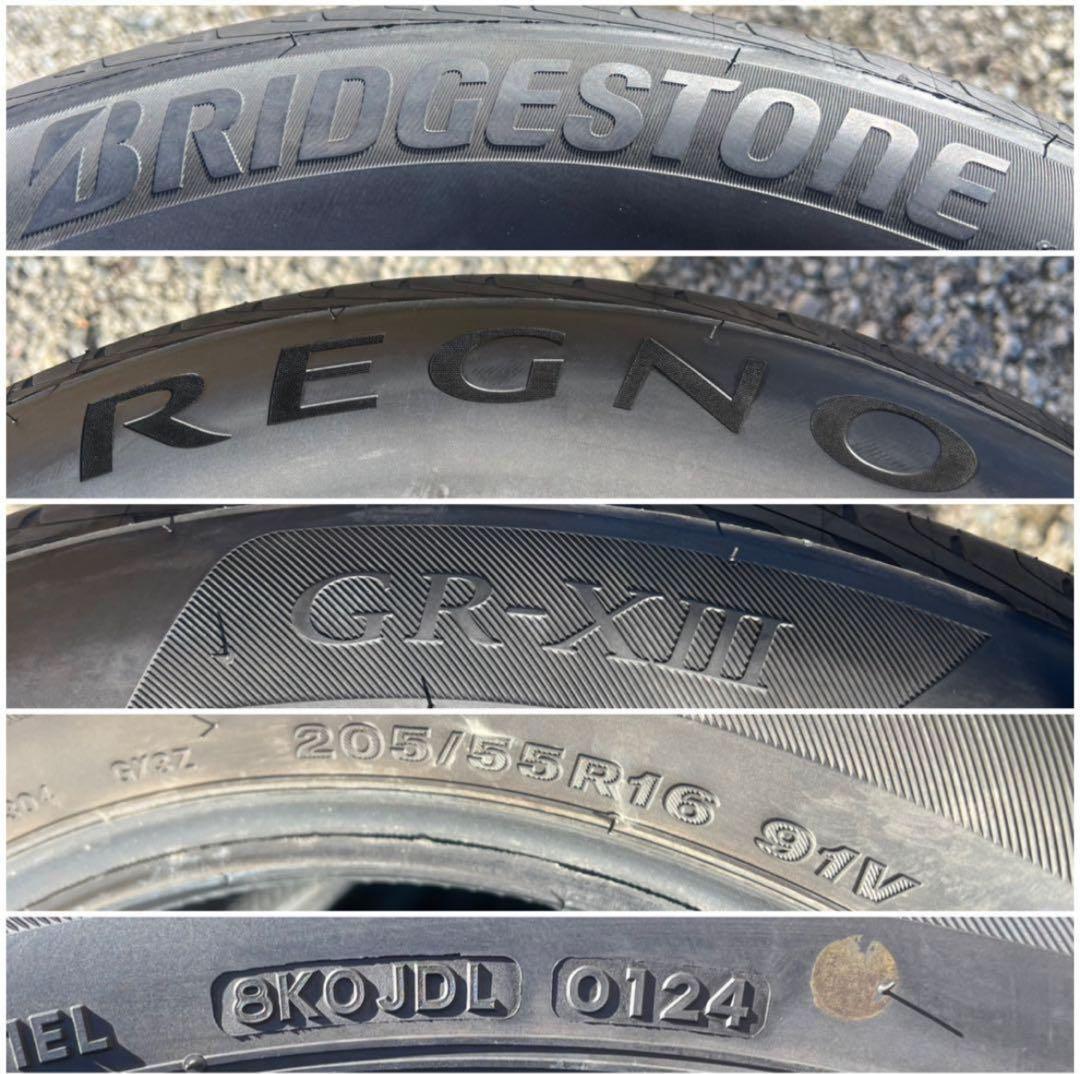 BRIDGESTONE
REGNO
GR-XIII
205/55R16 91V
8K0JDL 0124